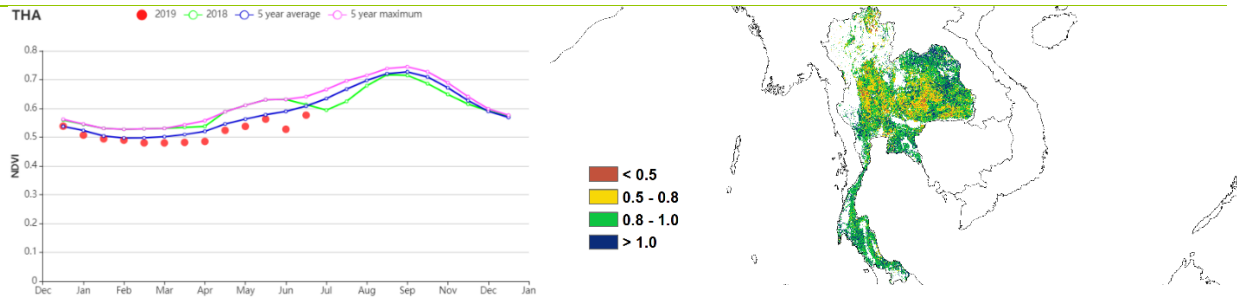 THA
2019 2018 5 year average 5 year maximum
0.8
0.7
0.6
0.5
0.4
0.3
0.2
0.1
0
NDVI
Dec Jan Feb Mar Apr May Jun Jul Aug Sep Nov Dec Jan
< 0.5
0.5 - 0.8
0.8 - 1.0
> 1.0